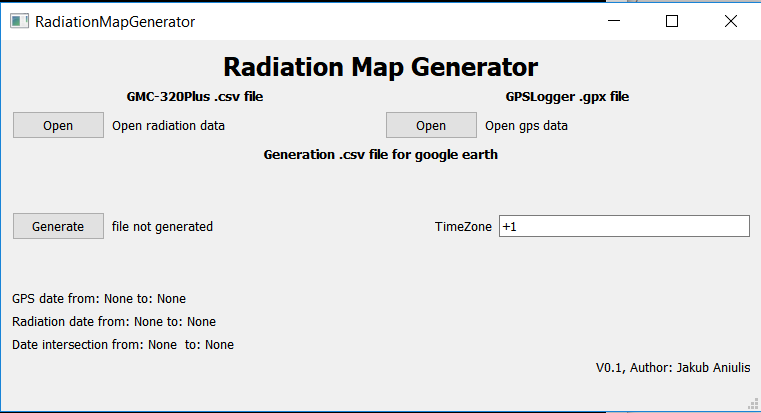 RadiationMapGenerator
Radiation Map Generator
GMC-320Plus .csv file GPSLogger .gpx file
Open Open radiation data Open Open gps data
Generation .csv file for google earth
Generate file not generated TimeZone +1
GPS date from: None to: None
Radiation date from: None to: None
Date intersection from: None  to: None
V0.1, Author: Jakub Aniulis